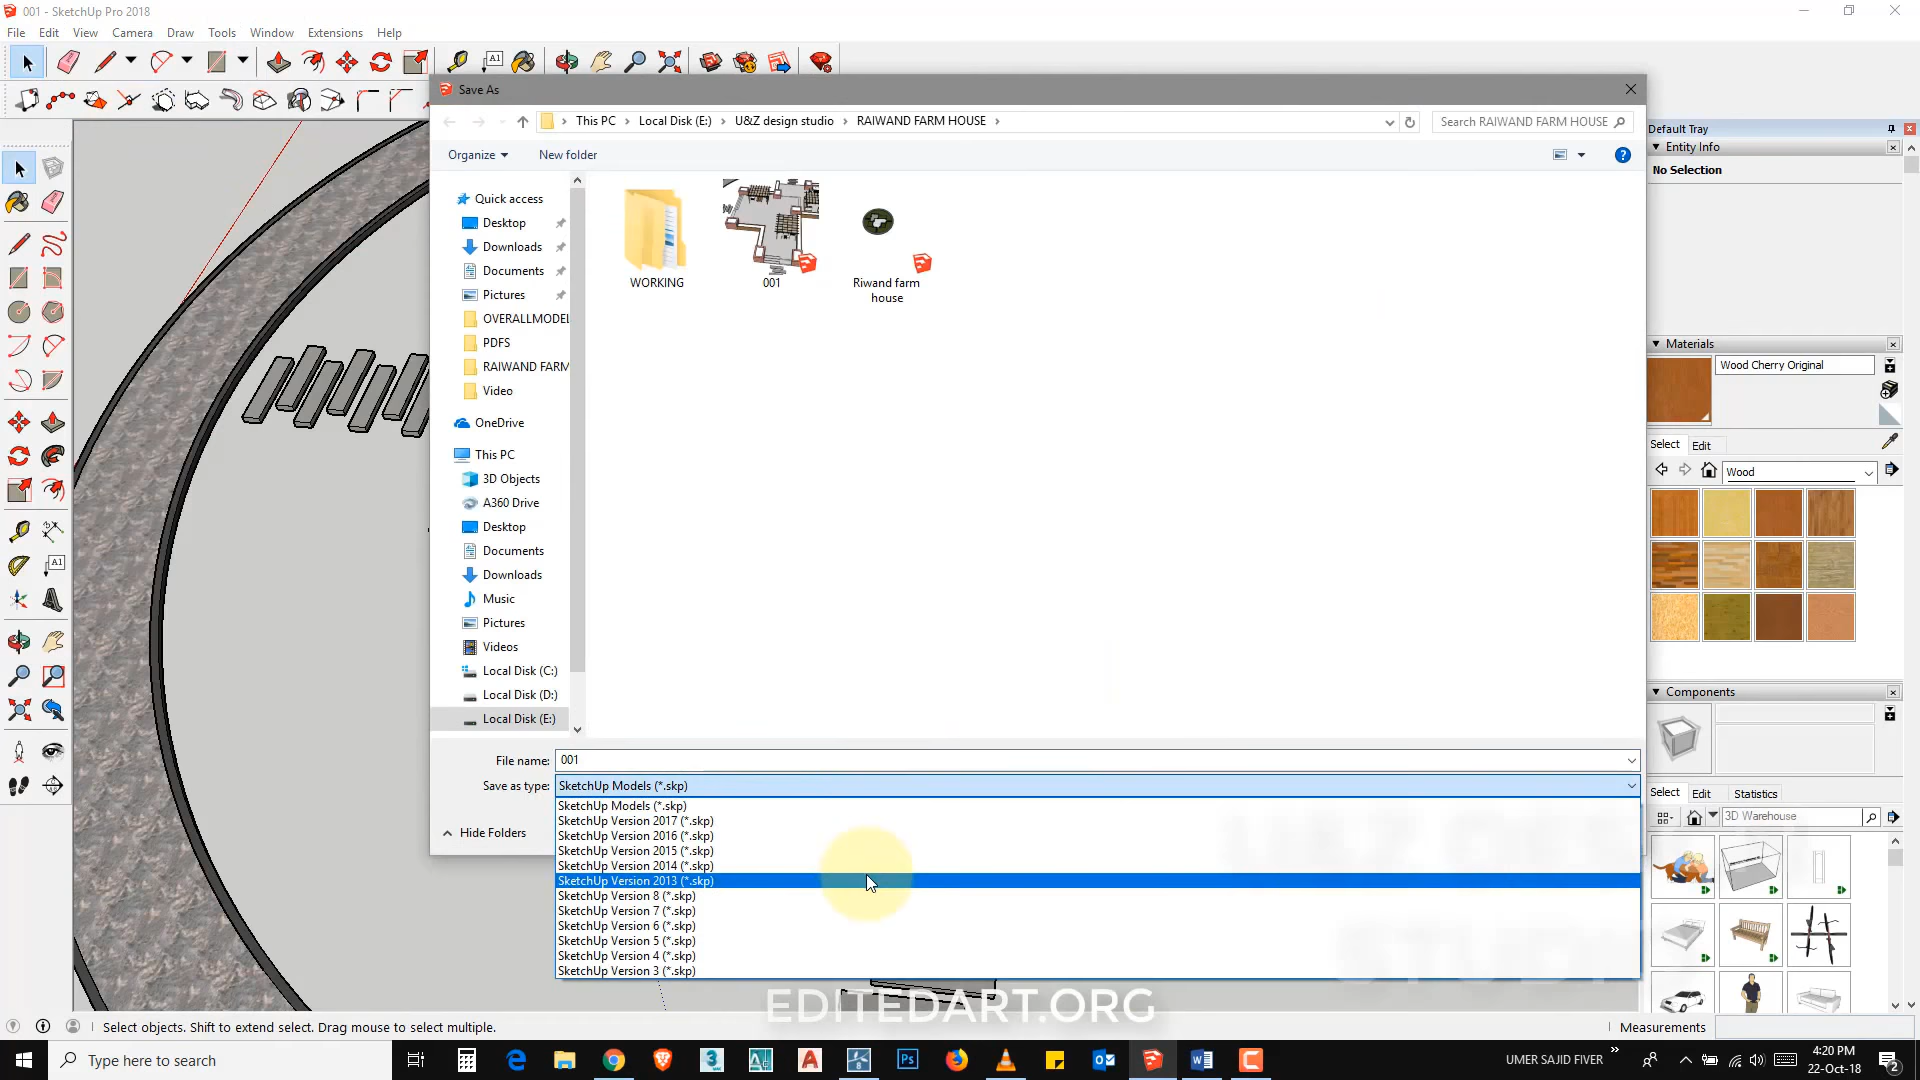 001 - SketchUp Pro 2018
File Edit View Camera Draw Tools Window Extensions Help
A1
Save As
This PC > Local Disk (E:) > U&Z design studio > RAIWAND FARM HOUSE >
Search RAIWAND FARM HOUSE
Organize
New folder
Quick access
Desktop
Downloads
Documents
Pictures
OVERALLMODEL
PDFS
RAIWAND FARM
Video
OneDrive
This PC
3D Objects
A360 Drive
Desktop
Documents
Downloads
Music
Pictures
Videos
Local Disk (C:)
Local Disk (D:)
Local Disk (E:)
WORKING
001
Riwand farm
house
File name: 001
Save as type: SketchUp Models (*.skp)
SketchUp Models (*.skp)
SketchUp Version 2017 (*.skp)
SketchUp Version 2016 (*.skp)
SketchUp Version 2015 (*.skp)
SketchUp Version 2014 (*.skp)
SketchUp Version 2013 (*.skp)
SketchUp Version 8 (*.skp)
SketchUp Version 7 (*.skp)
SketchUp Version 6 (*.skp)
SketchUp Version 5 (*.skp)
SketchUp Version 4 (*.skp)
SketchUp Version 3 (*.skp)
Hide Folders
A1
Default Tray
Entity Info
No Selection
Materials
Wood Cherry Original
Select Edit
Wood
Components
Select Edit Statistics
3D Warehouse
EDITEDART.ORG
Select objects. Shift to extend select. Drag mouse to select multiple.
Measurements
Type here to search
UMER SAJID FIVER
4:20 PM
22-Oct-18
2